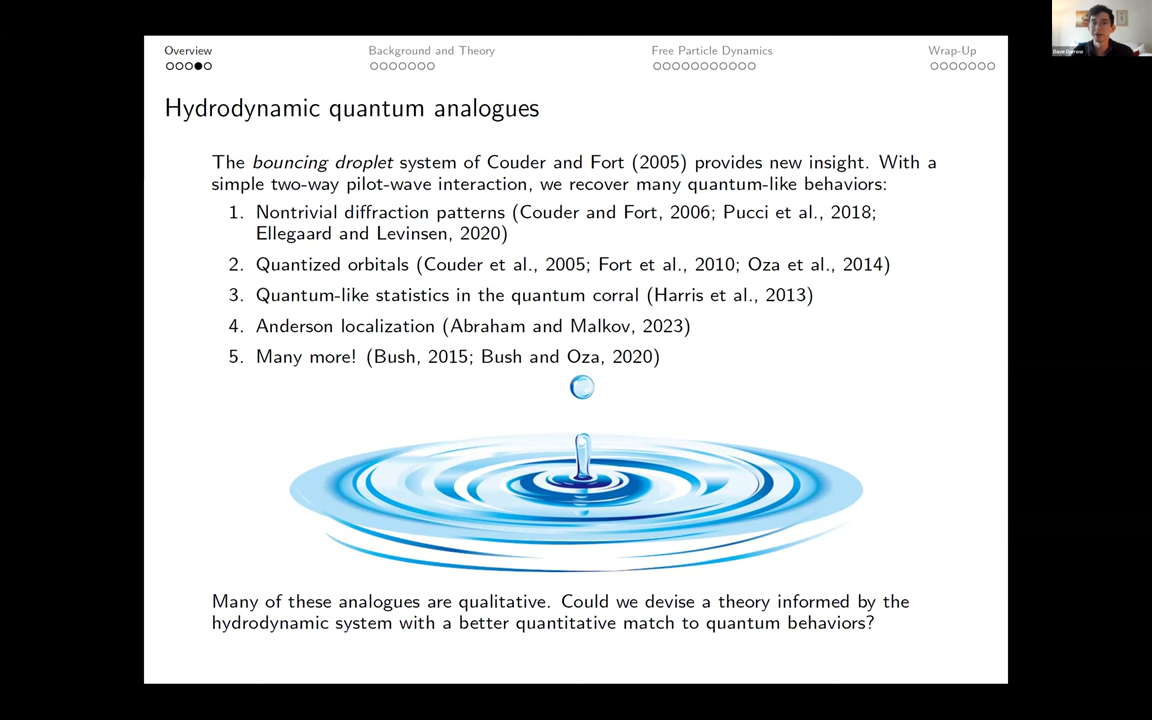 Overview
Background and Theory
Free Particle Dynamics
Wrap-Up
Dave Darrow
Hydrodynamic quantum analogues
The bouncing droplet system of Couder and Fort (2005) provides new insight. With a
simple two-way pilot-wave interaction, we recover many quantum-like behaviors:
1. Nontrivial diffraction patterns (Couder and Fort, 2006; Pucci et al., 2018;
Ellegaard and Levinsen, 2020)
2. Quantized orbitals (Couder et al., 2005; Fort et al., 2010; Oza et al., 2014)
3. Quantum-like statistics in the quantum corral (Harris et al., 2013)
4. Anderson localization (Abraham and Malkov, 2023)
5. Many more! (Bush, 2015; Bush and Oza, 2020)
Many of these analogues are qualitative. Could we devise a theory informed by the
hydrodynamic system with a better quantitative match to quantum behaviors?